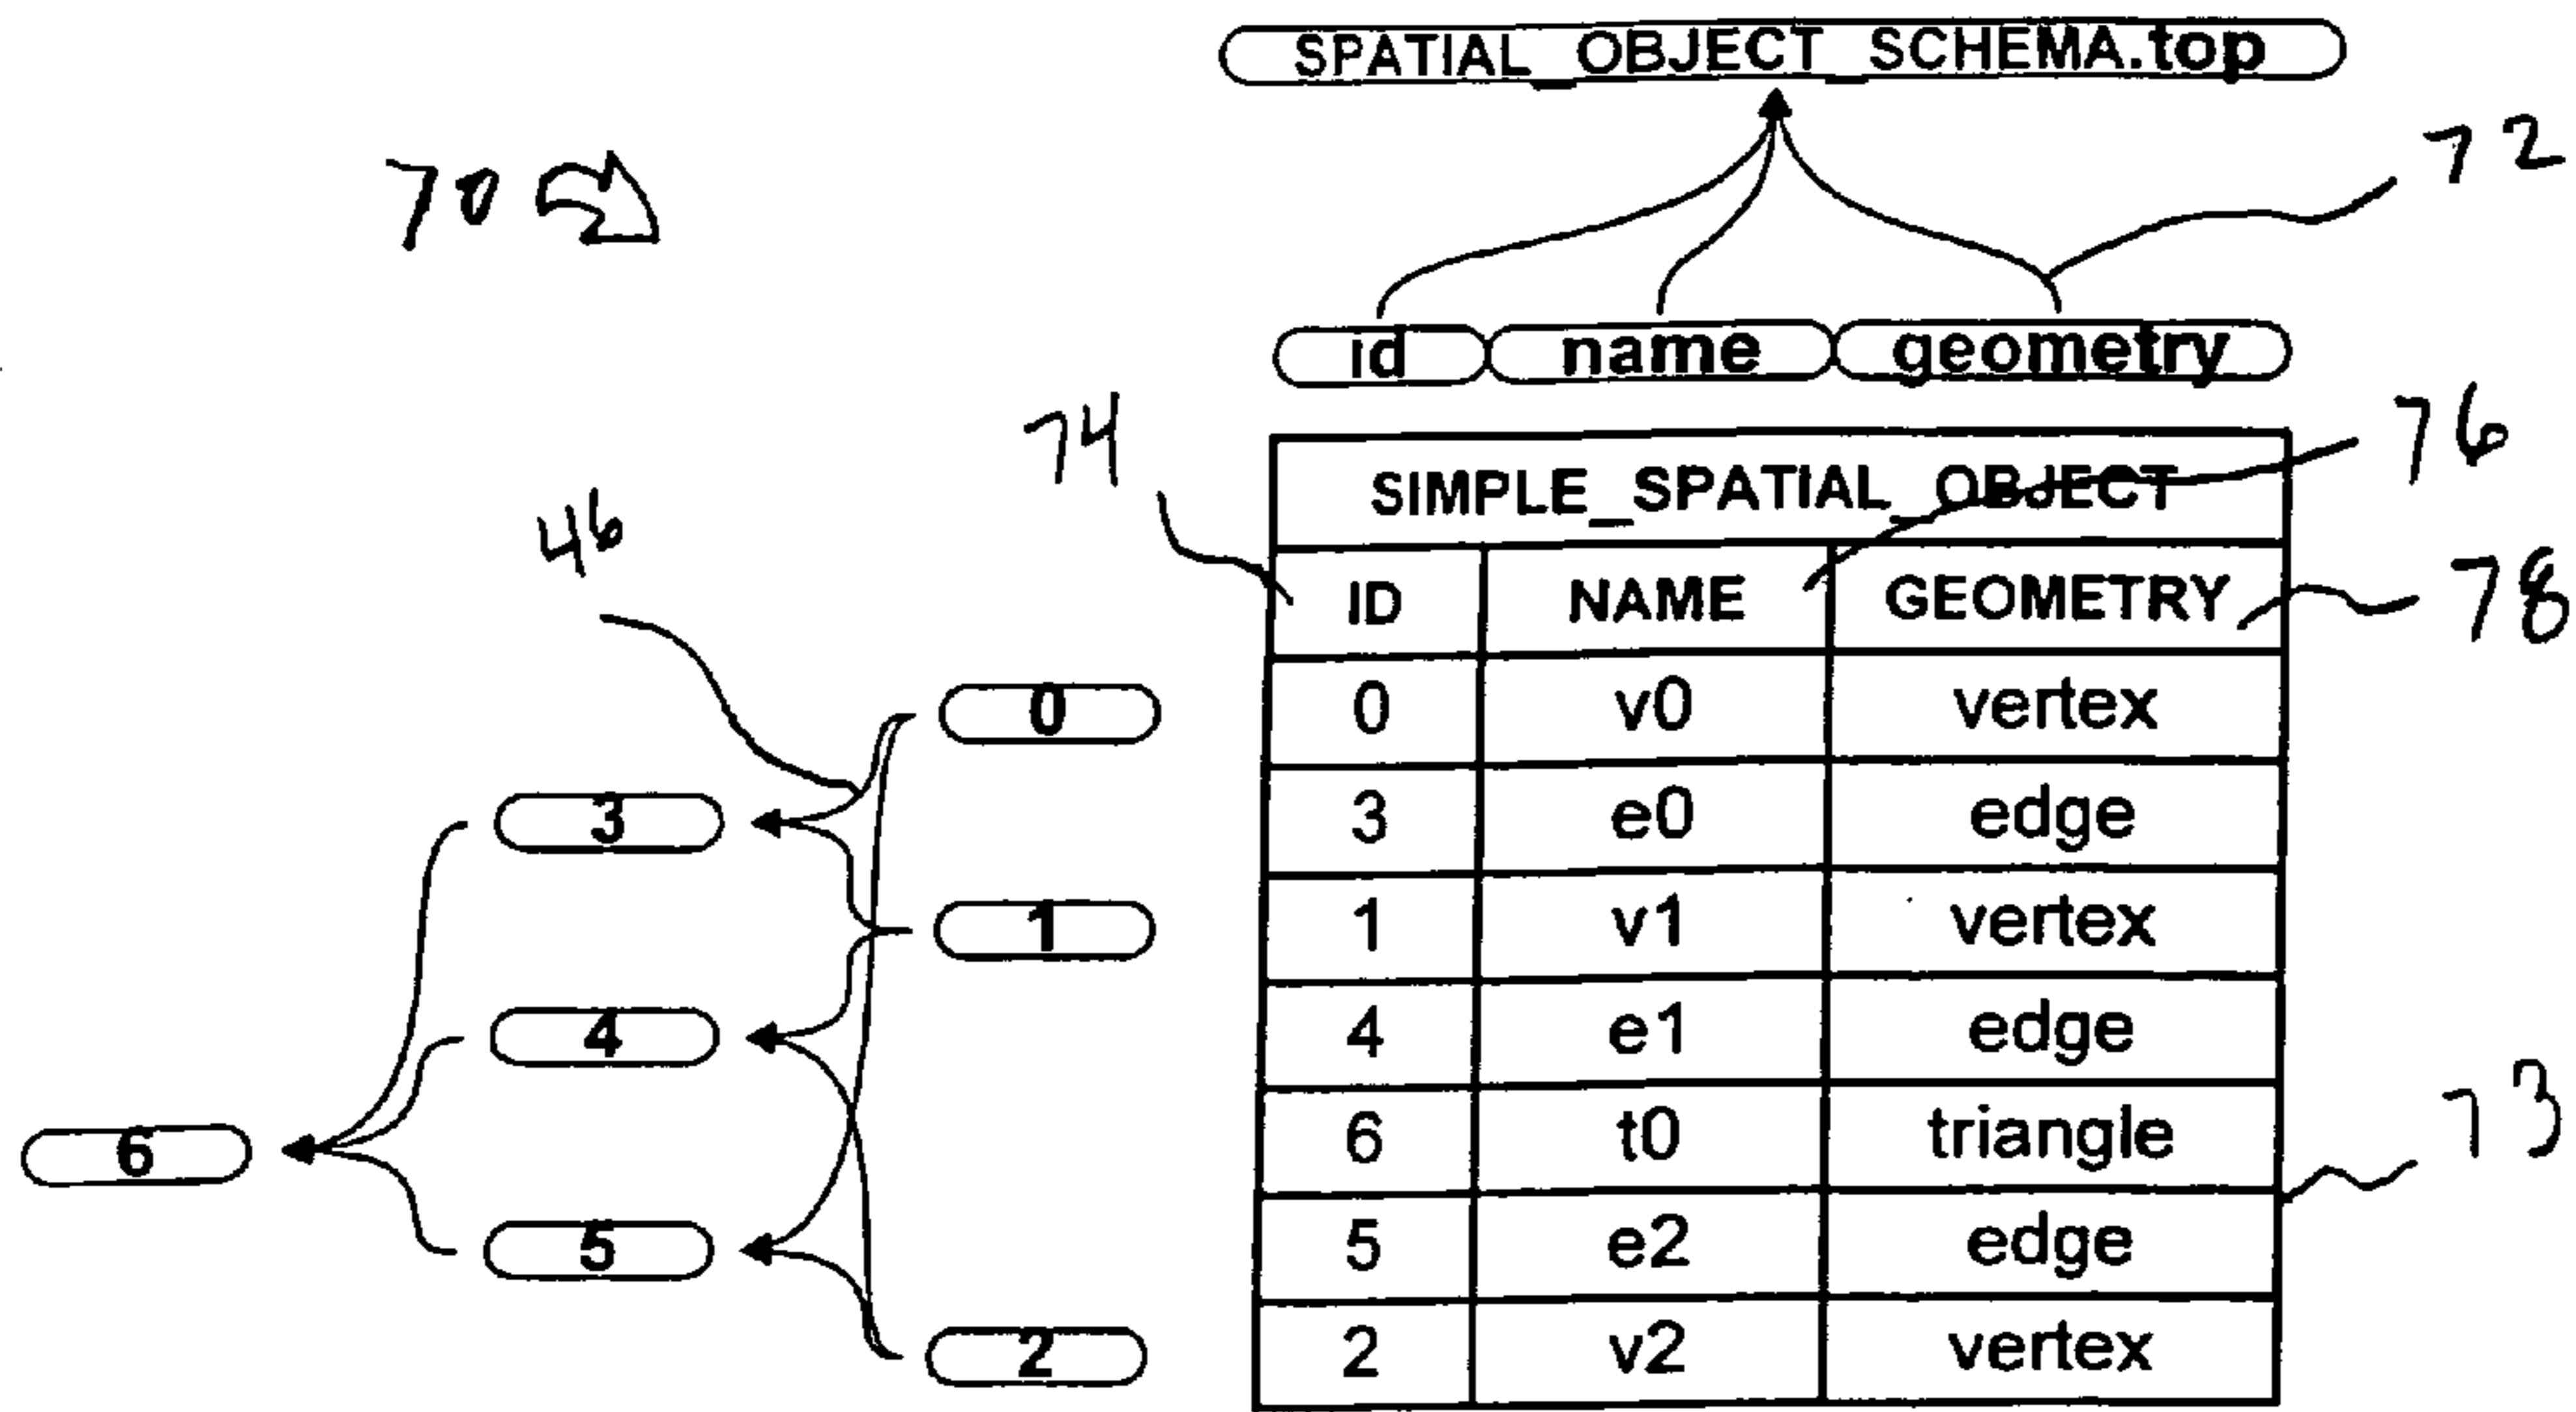 SPATIAL_OBJECT_SCHEMA.top
70
72
id name geometry
74
76
46
SIMPLE_SPATIAL_OBJECT
ID NAME GEOMETRY
78
0
0 v0 vertex
3
3 e0 edge
1
1 v1 vertex
4
4 e1 edge
6
6 t0 triangle
73
5
5 e2 edge
2
2 v2 vertex